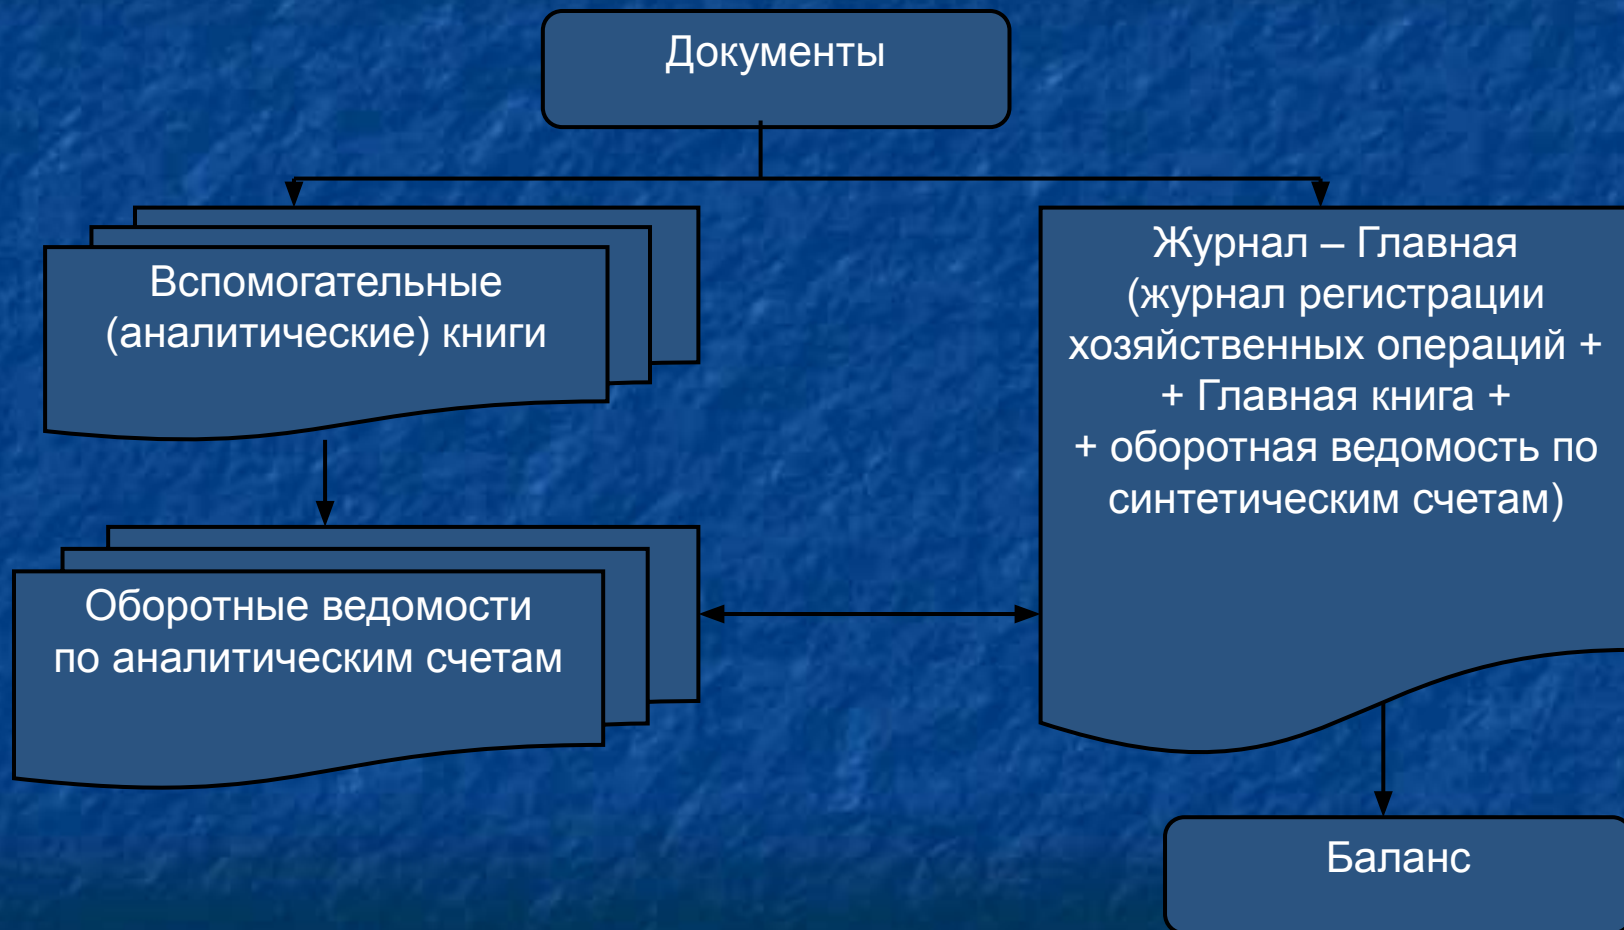 Документы
Вспомогательные
(аналитические) книги
Журнал – Главная
(журнал регистрации
хозяйственных операций +
+ Главная книга +
+ оборотная ведомость по
синтетическим счетам)
Оборотные ведомости
по аналитическим счетам
Баланс